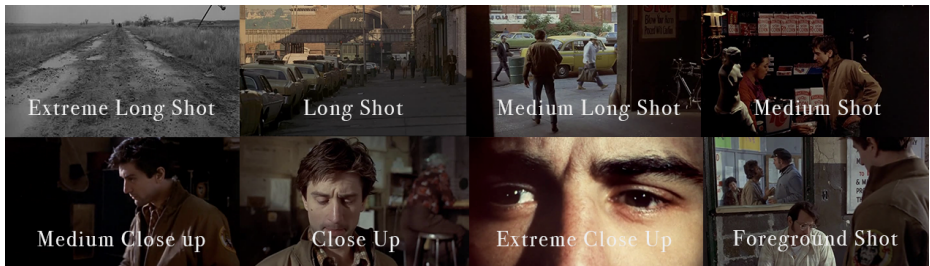 Extreme Long Shot
Long Shot
Medium Long Shot
Medium Shot
Medium Close up
Close Up
Extreme Close Up
Foreground Shot